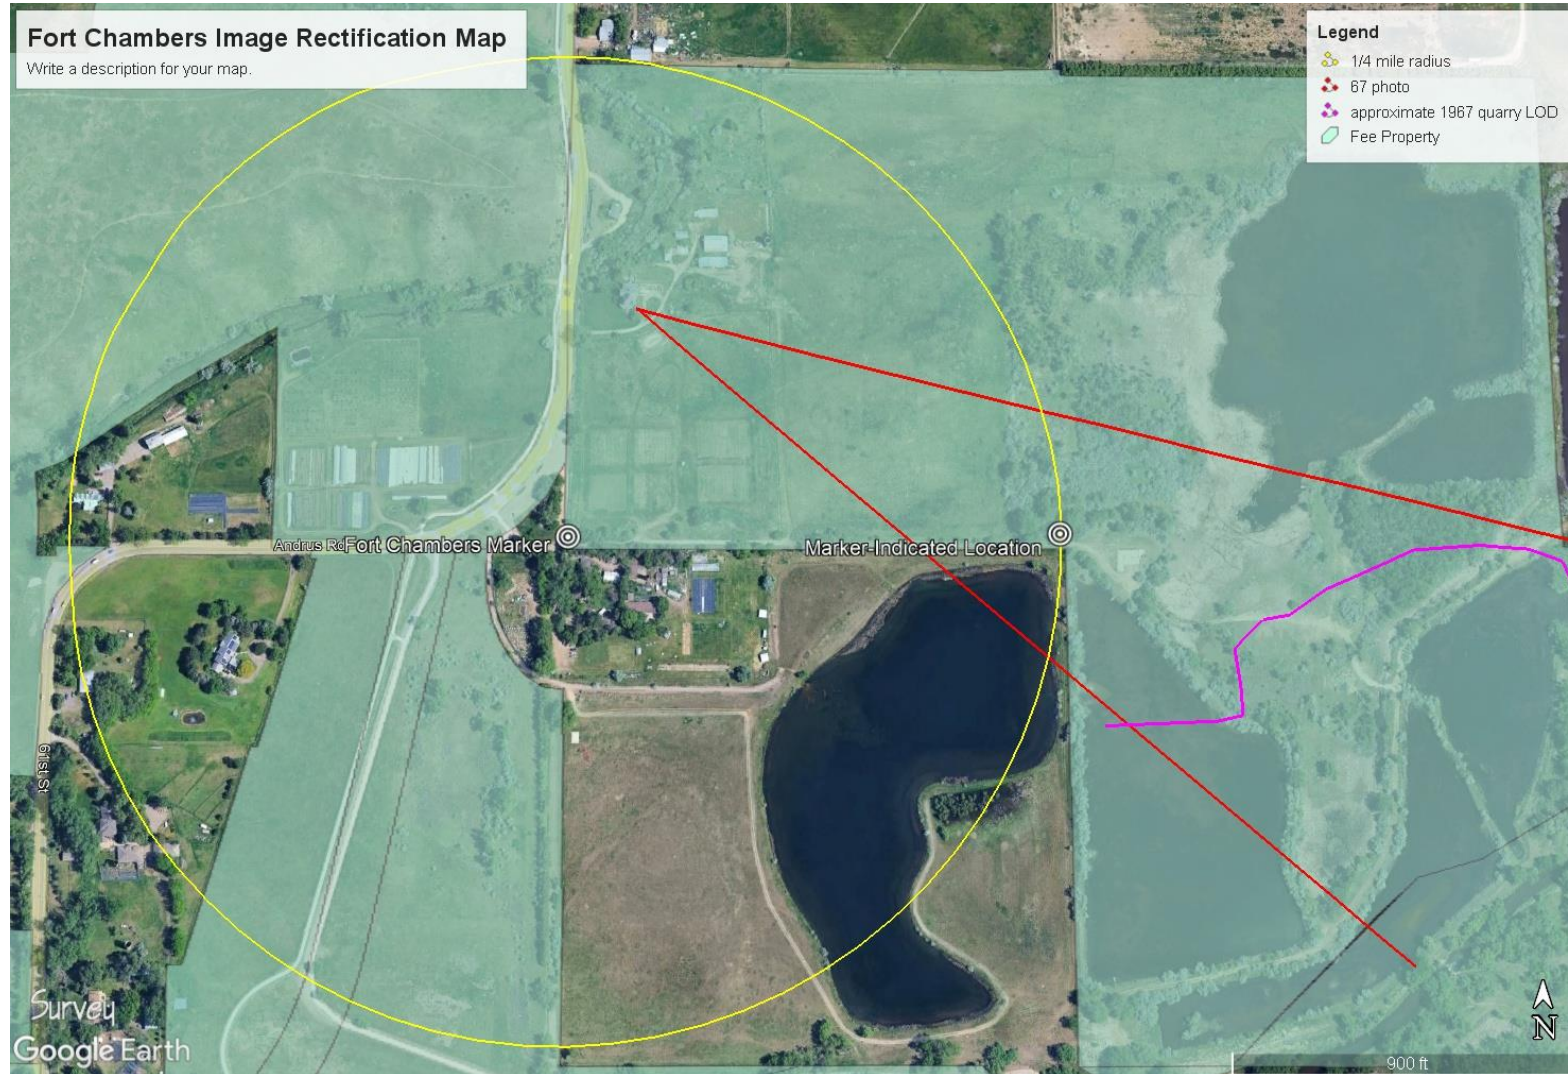 Fort Chambers Image Rectification Map
Write a description for your map.
Legend
1/4 mile radius
67 photo
approximate 1967 quarry LOD
Fee Property
Andrus Rd
Fort Chambers Marker
Marker-Indicated Location
61st St
Survey
Google Earth
900 ft
N